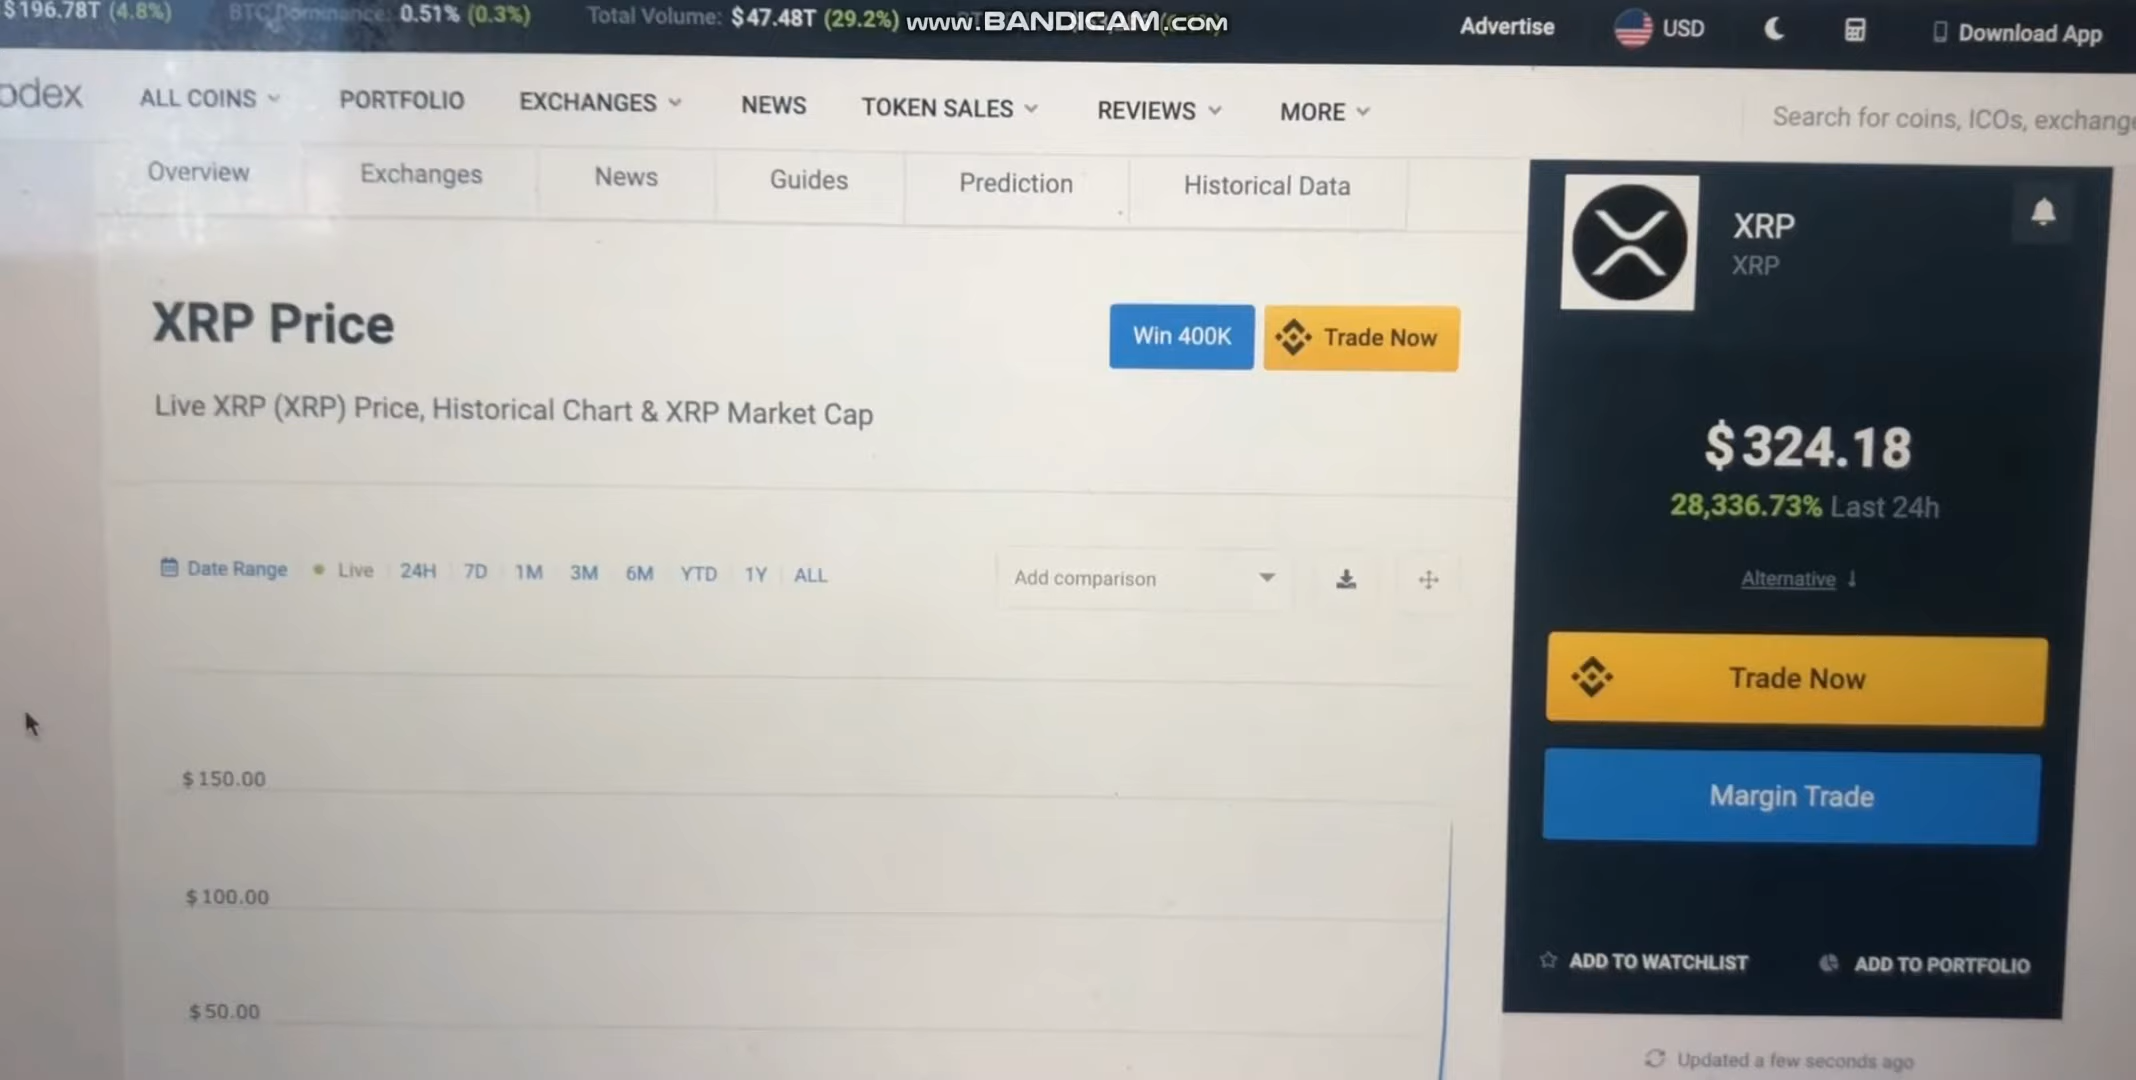 $196.78T (4.8%) BTC Dominance: 0.51% (0.3%) Total Volume: $47.48T (29.2%) www.BANDICAM.com Advertise USD Download App
odex ALL COINS PORTFOLIO EXCHANGES NEWS TOKEN SALES REVIEWS MORE Search for coins, ICOs, exchange
Overview Exchanges News Guides Prediction Historical Data
XRP
XRP
XRP Price Win 400K Trade Now
Live XRP (XRP) Price, Historical Chart & XRP Market Cap
$324.18
28,336.73% Last 24h
Date Range Live 24H 7D 1M 3M 6M YTD 1Y ALL Add comparison
Alternative ↓
Trade Now
$150.00
Margin Trade
$100.00
ADD TO WATCHLIST ADD TO PORTFOLIO
$50.00
Updated a few seconds ago